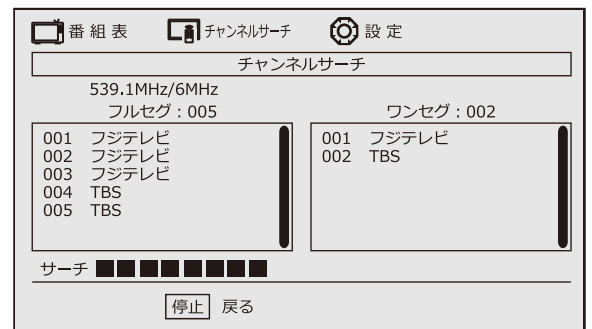 番組表 チャンネルサーチ 設定
チャンネルサーチ
539.1MHz/6MHz
フルセグ：005 ワンセグ：002
001 フジテレビ
002 フジテレビ
003 フジテレビ
004 TBS
005 TBS
001 フジテレビ
002 TBS
サーチ
停止 戻る